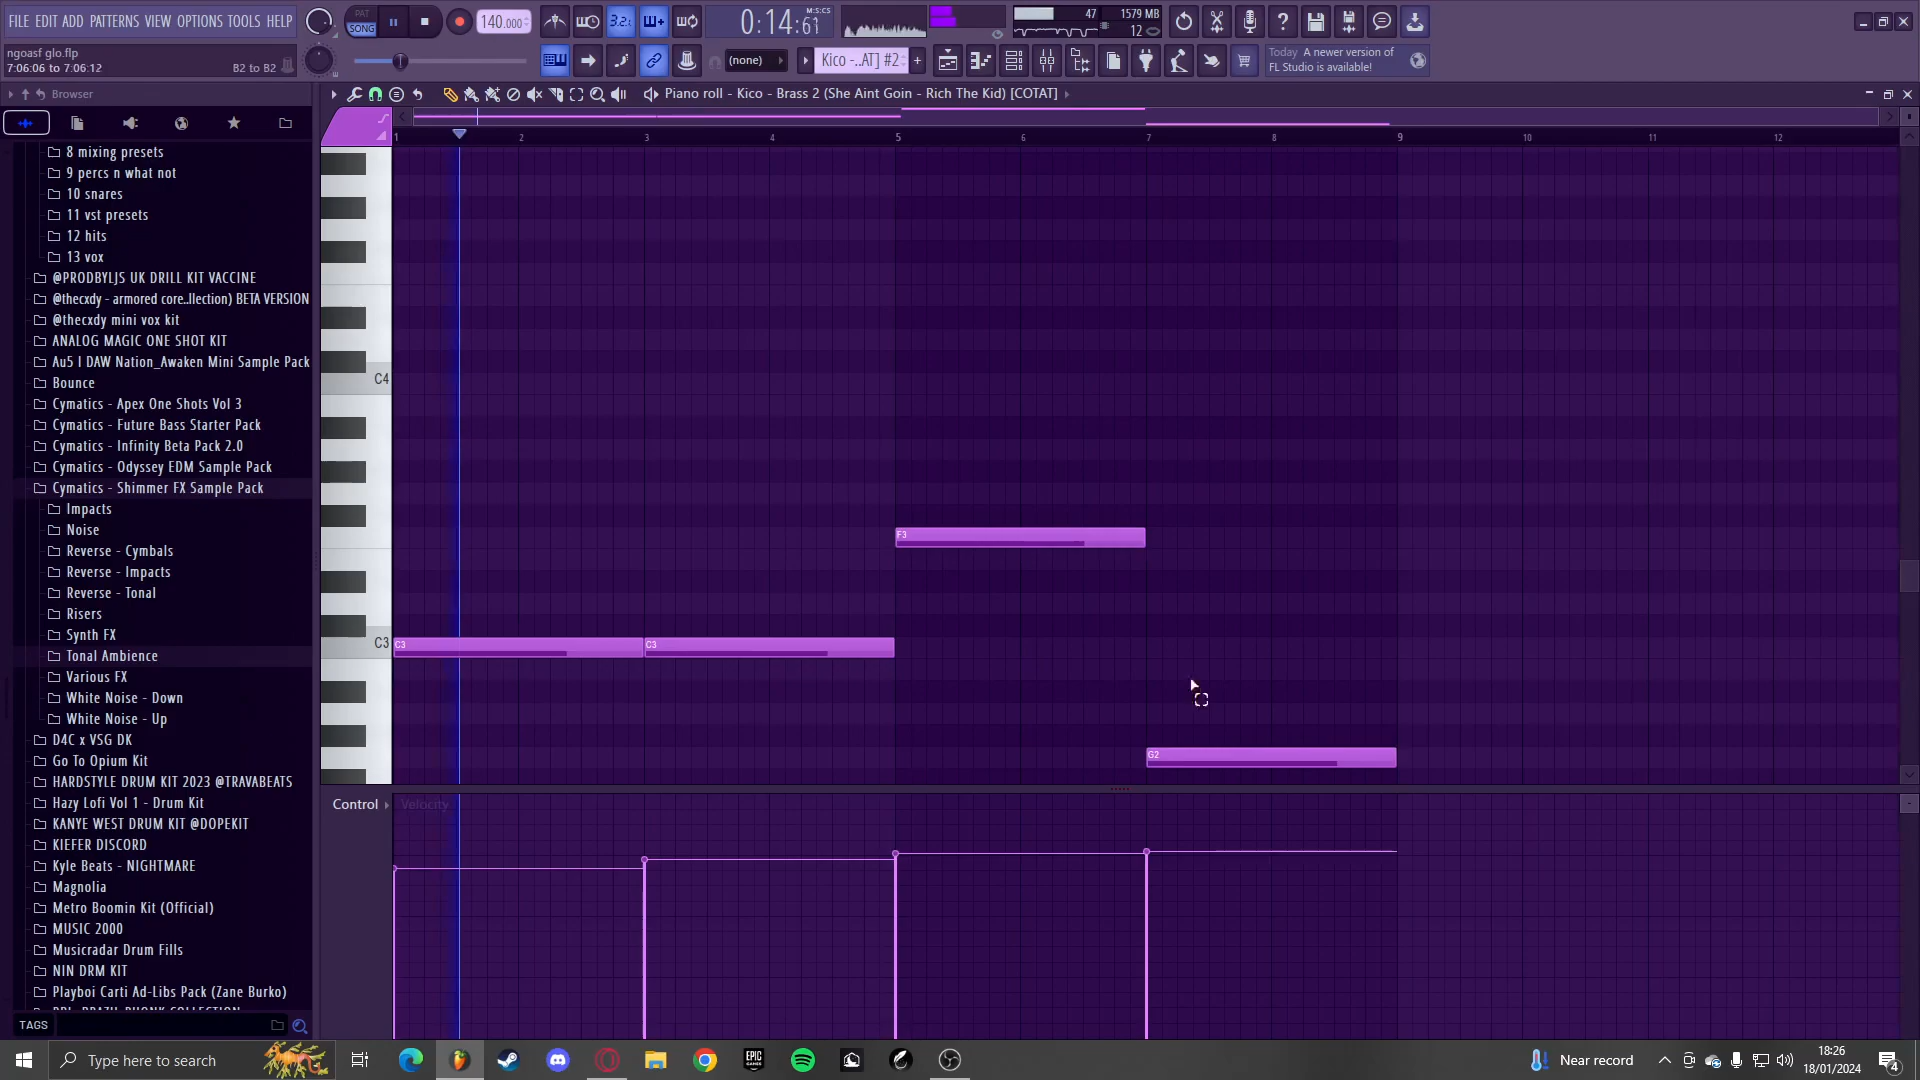 FILE EDIT ADD PATTERNS VIEW OPTIONS TOOLS HELP
PAT
SONG
140.000
3.2:
0:14:61
M:S:CS
47
1579 MB
12
ngoasf glo.flp
7:06:06 to 7:06:12
B2 to B2
(none)
Kico -..AT] #2
+
Today A newer version of
FL Studio is available!
Browser
Piano roll - Kico - Brass 2 (She Aint Goin - Rich The Kid) [COTAT]
1 2 3 4 5 6 7 8 9 10 11 12
8 mixing presets
9 percs n what not
10 snares
11 vst presets
12 hits
13 vox
@PRODBYLJS UK DRILL KIT VACCINE
@thecxdy - armored core..llection) BETA VERSION
@thecxdy mini vox kit
ANALOG MAGIC ONE SHOT KIT
Au5 I DAW Nation_Awaken Mini Sample Pack
Bounce
Cymatics - Apex One Shots Vol 3
Cymatics - Future Bass Starter Pack
Cymatics - Infinity Beta Pack 2.0
Cymatics - Odyssey EDM Sample Pack
Cymatics - Shimmer FX Sample Pack
Impacts
Noise
Reverse - Cymbals
Reverse - Impacts
Reverse - Tonal
Risers
Synth FX
Tonal Ambience
Various FX
White Noise - Down
White Noise - Up
D4C x VSG DK
Go To Opium Kit
HARDSTYLE DRUM KIT 2023 @TRAVABEATS
Hazy Lofi Vol 1 - Drum Kit
KANYE WEST DRUM KIT @DOPEKIT
KIEFER DISCORD
Kyle Beats - NIGHTMARE
Magnolia
Metro Boomin Kit (Official)
MUSIC 2000
Musicradar Drum Fills
NIN DRM KIT
Playboi Carti Ad-Libs Pack (Zane Burko)
TAGS
C4
F3
C3
C3
C3
G2
Control
Velocity
Type here to search
EPIC
GAMES
Near record
18:26
18/01/2024
4